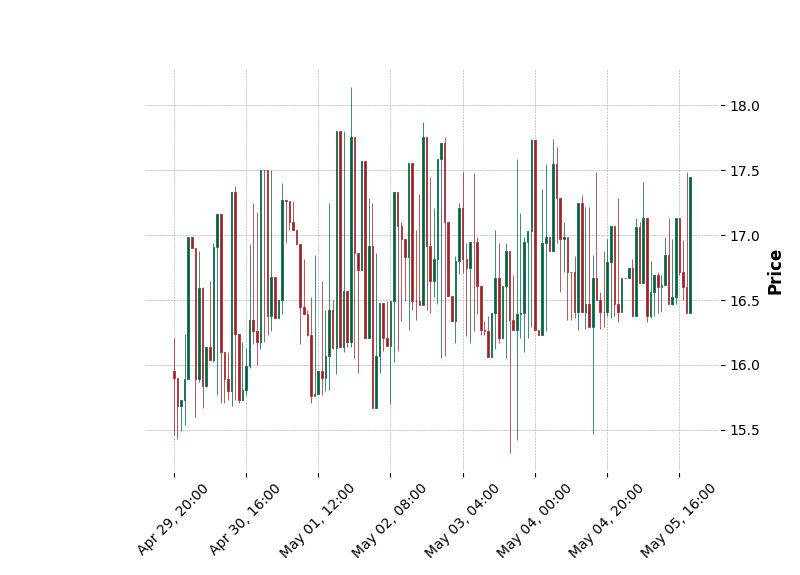 18.0
17.5
17.0
16.5
16.0
15.5
Price
Apr 29, 20:00
Apr 30, 16:00
May 01, 12:00
May 02, 08:00
May 03, 04:00
May 04, 00:00
May 04, 20:00
May 05, 16:00